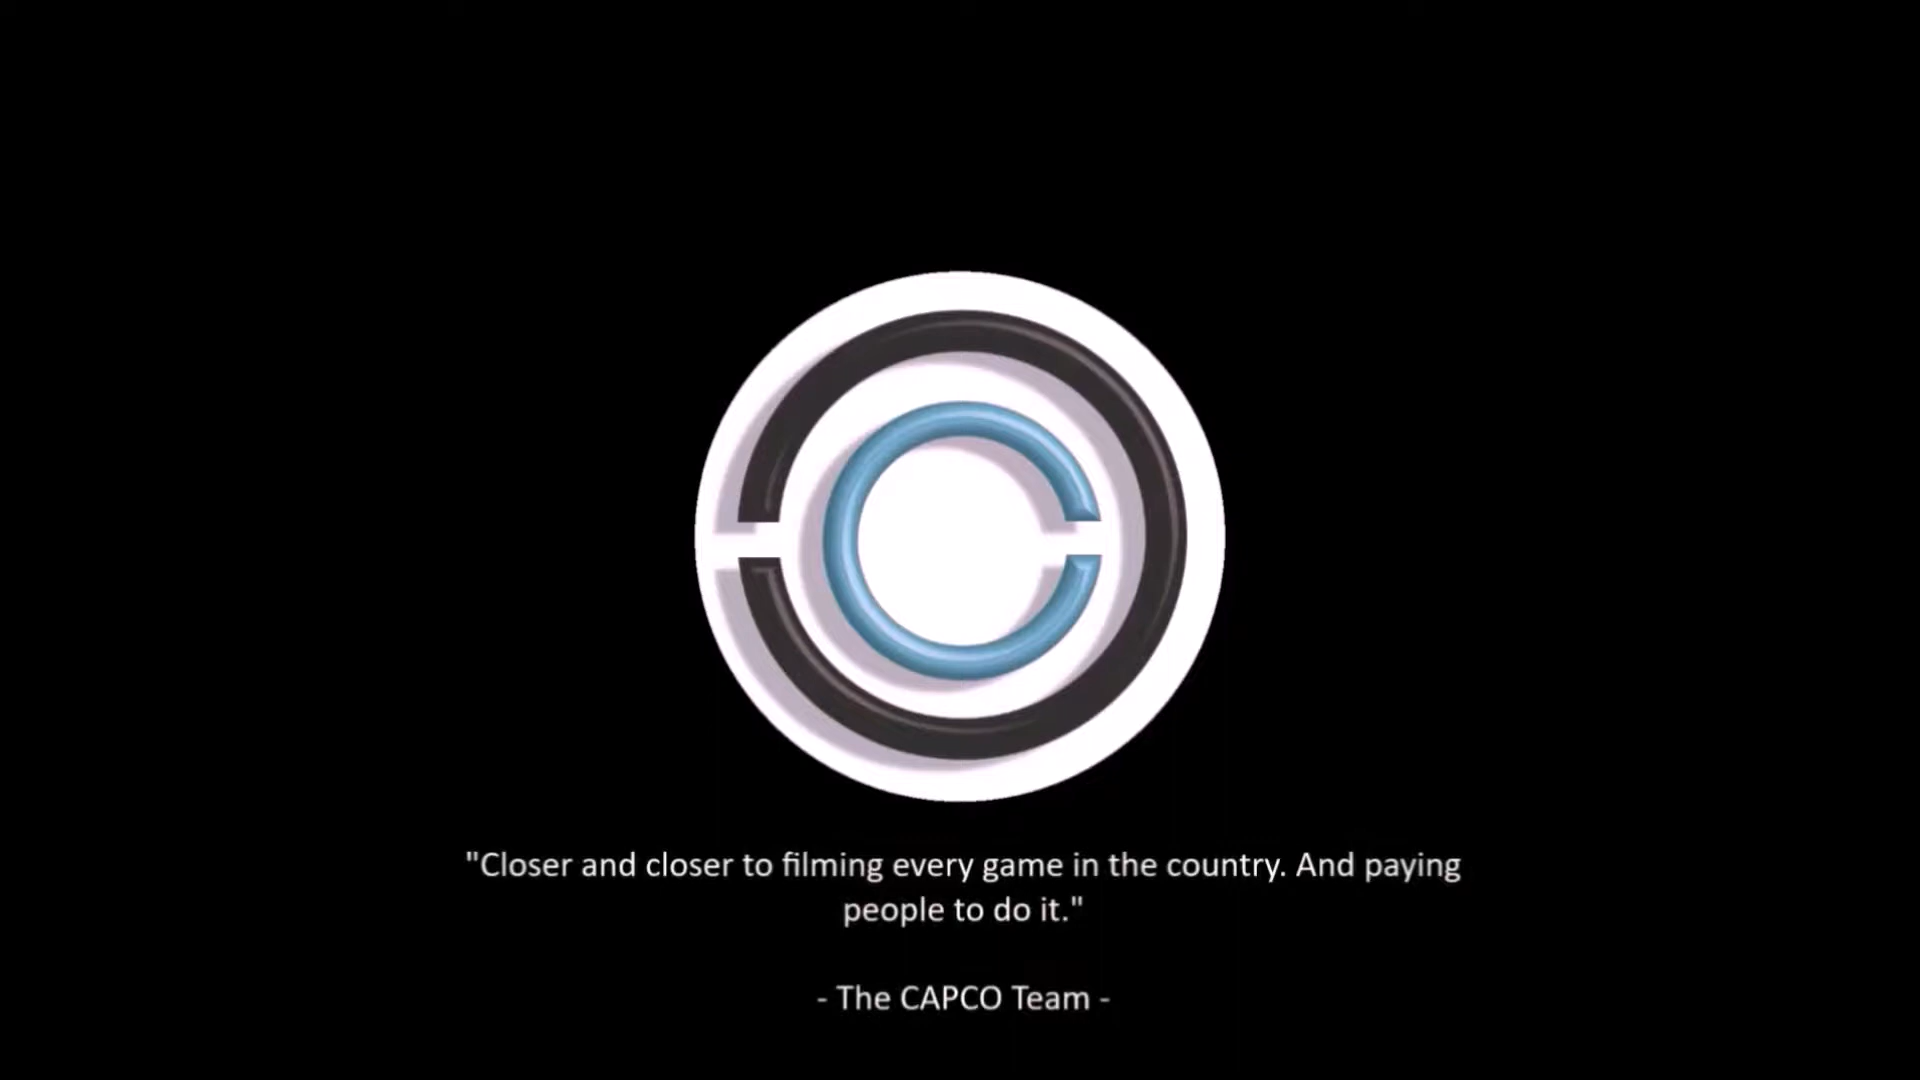 "Closer and closer to filming every game in the country. And paying
people to do it."
- The CAPCO Team -